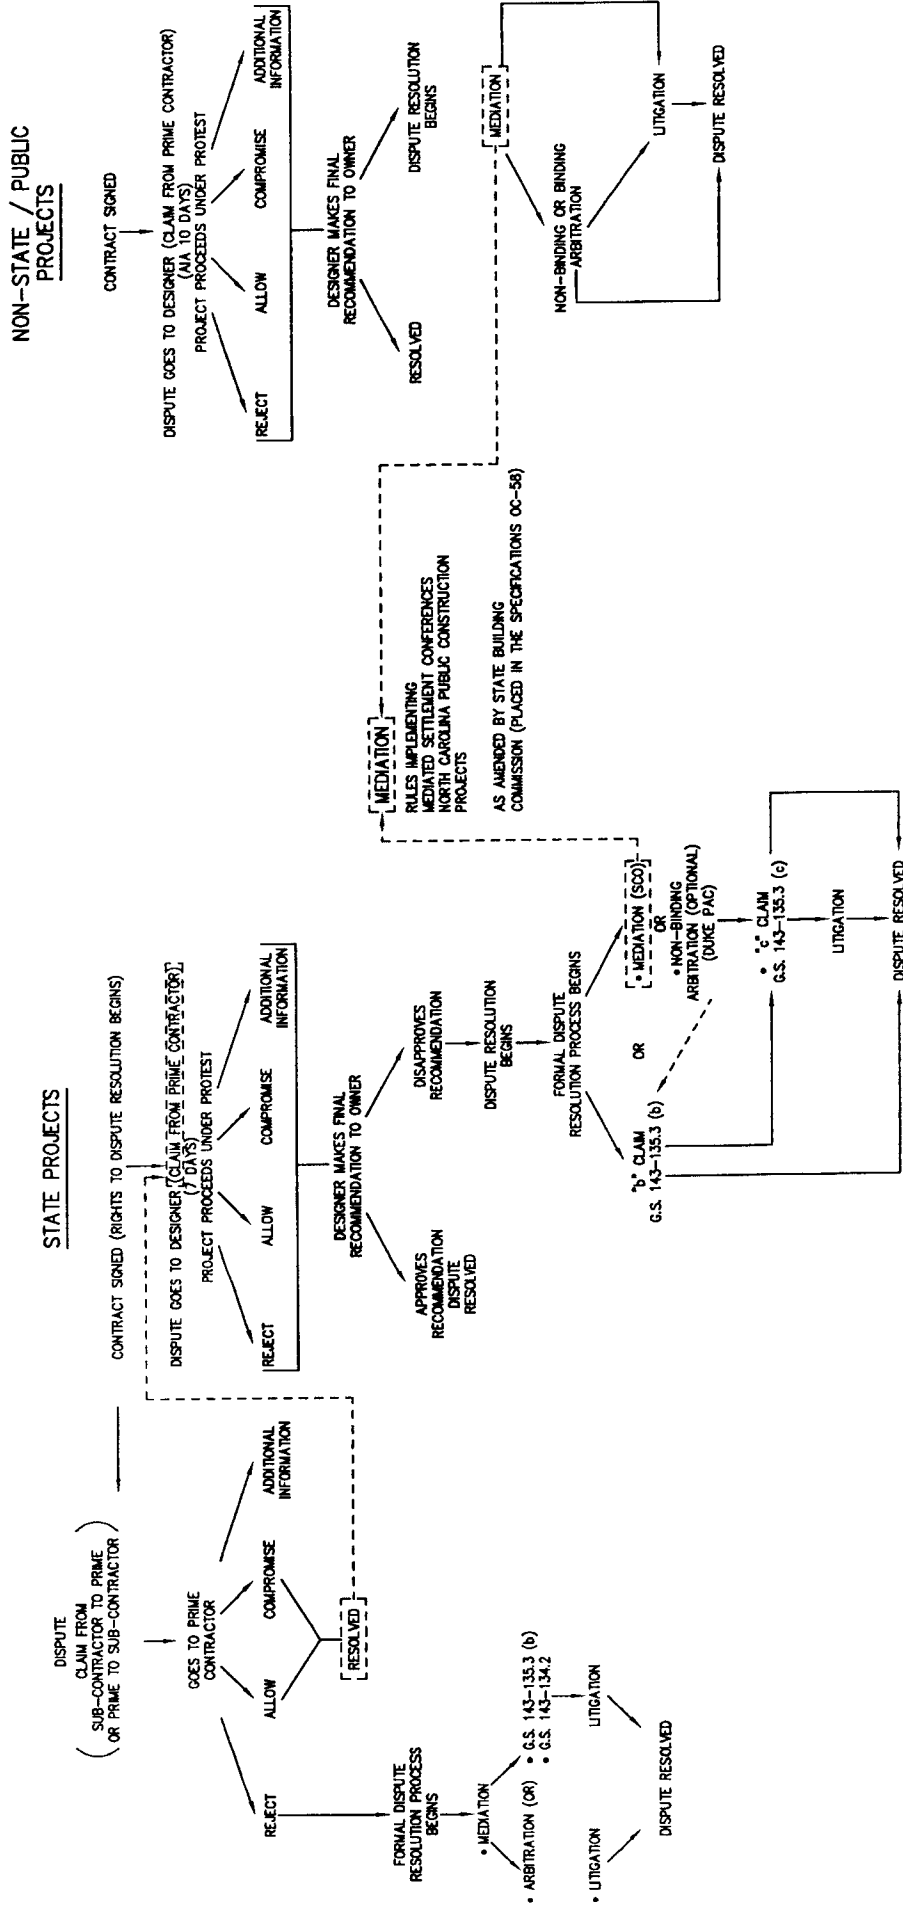 STATE PROJECTS
DISPUTE
CLAIM FROM
SUB-CONTRACTOR TO PRIME
OR PRIME TO SUB-CONTRACTOR
GOES TO PRIME
CONTRACTOR
REJECT
ALLOW
COMPROMISE
ADDITIONAL
INFORMATION
RESOLVED
FORMAL DISPUTE
RESOLUTION PROCESS
BEGINS
• MEDIATION
• ARBITRATION (OR)
• G.S. 143-135.3 (b)
• G.S. 143-134.2
• LITIGATION
LITIGATION
DISPUTE RESOLVED
CONTRACT SIGNED (RIGHTS TO DISPUTE RESOLUTION BEGINS)
DISPUTE GOES TO DESIGNER (CLAIM FROM PRIME CONTRACTOR)
(7 DAYS)
PROJECT PROCEEDS UNDER PROTEST
REJECT
ALLOW
COMPROMISE
ADDITIONAL
INFORMATION
DESIGNER MAKES FINAL
RECOMMENDATION TO OWNER
APPROVES
RECOMMENDATION
DISPUTE
RESOLVED
DISAPPROVES
RECOMMENDATION
DISPUTE RESOLUTION
BEGINS
FORMAL DISPUTE
RESOLUTION PROCESS BEGINS
"b" CLAIM
G.S. 143-135.3 (b)
OR
• MEDIATION (SCO)
OR
• NON-BINDING
ARBITRATION (OPTIONAL)
(DUKE PAC)
• "c" CLAIM
G.S. 143-135.3 (c)
LITIGATION
DISPUTE RESOLVED
MEDIATION
RULES IMPLEMENTING
MEDIATED SETTLEMENT CONFERENCES
NORTH CAROLINA PUBLIC CONSTRUCTION
PROJECTS
AS AMENDED BY STATE BUILDING
COMMISSION (PLACED IN THE SPECIFICATIONS OC-58)
NON-STATE / PUBLIC
PROJECTS
CONTRACT SIGNED
DISPUTE GOES TO DESIGNER (CLAIM FROM PRIME CONTRACTOR)
(AIA 10 DAYS)
PROJECT PROCEEDS UNDER PROTEST
REJECT
ALLOW
COMPROMISE
ADDITIONAL
INFORMATION
DESIGNER MAKES FINAL
RECOMMENDATION TO OWNER
RESOLVED
DISPUTE RESOLUTION
BEGINS
MEDIATION
NON-BINDING OR BINDING
ARBITRATION
LITIGATION
DISPUTE RESOLVED